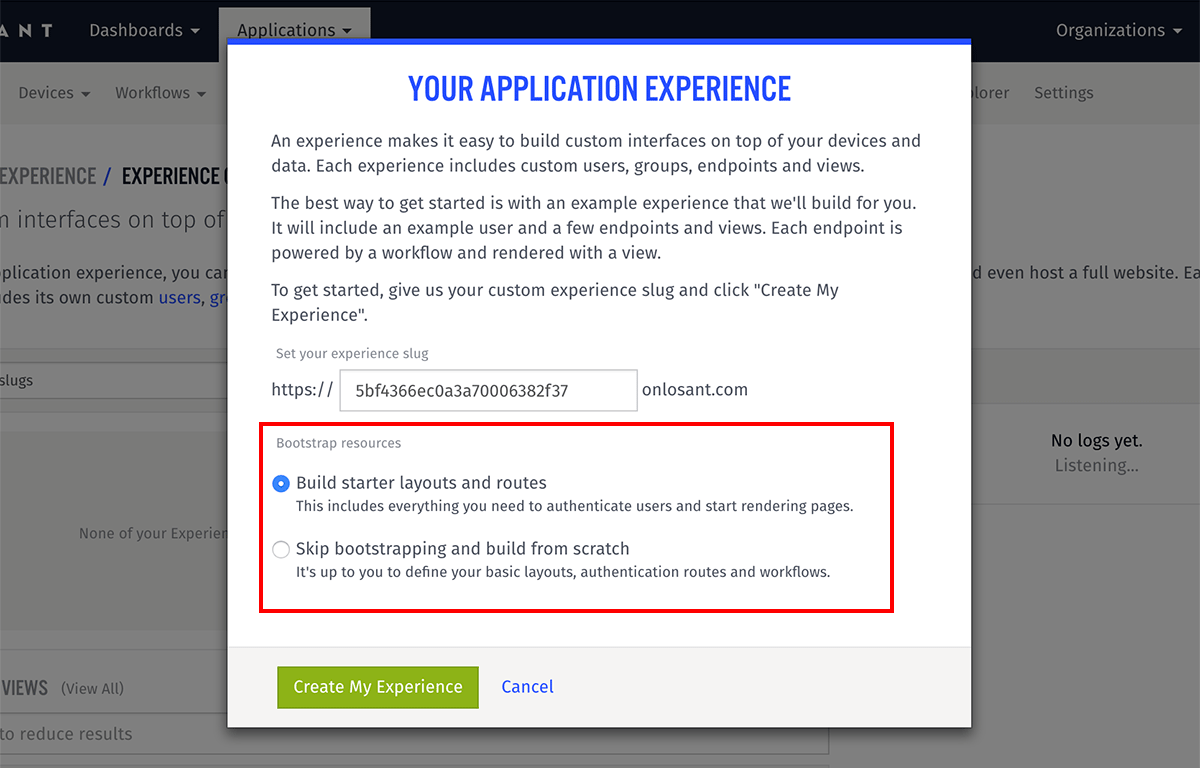 ANT Dashboards Applications Organizations
Devices Workflows plorer Settings
YOUR APPLICATION EXPERIENCE
An experience makes it easy to build custom interfaces on top of your devices and
data. Each experience includes custom users, groups, endpoints and views.
EXPERIENCE / EXPERIENCE
The best way to get started is with an example experience that we'll build for you.
m interfaces on top of
It will include an example user and a few endpoints and views. Each endpoint is
powered by a workflow and rendered with a view.
plication experience, you can d even host a full website. Ea
des its own custom users, gr
To get started, give us your custom experience slug and click "Create My
Experience".
Set your experience slug
slugs
https:// 5bf4366ec0a3a70006382f37 onlosant.com
Bootstrap resources
No logs yet.
Listening...
Build starter layouts and routes
This includes everything you need to authenticate users and start rendering pages.
None of your Experien
Skip bootstrapping and build from scratch
It's up to you to define your basic layouts, authentication routes and workflows.
VIEWS (View All)
Create My Experience Cancel
to reduce results